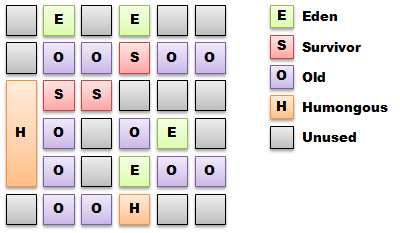 E E
E Eden
O O S O O
S Survivor
S S
O Old
H O O E
H Humongous
Unused
O E O O
O O H